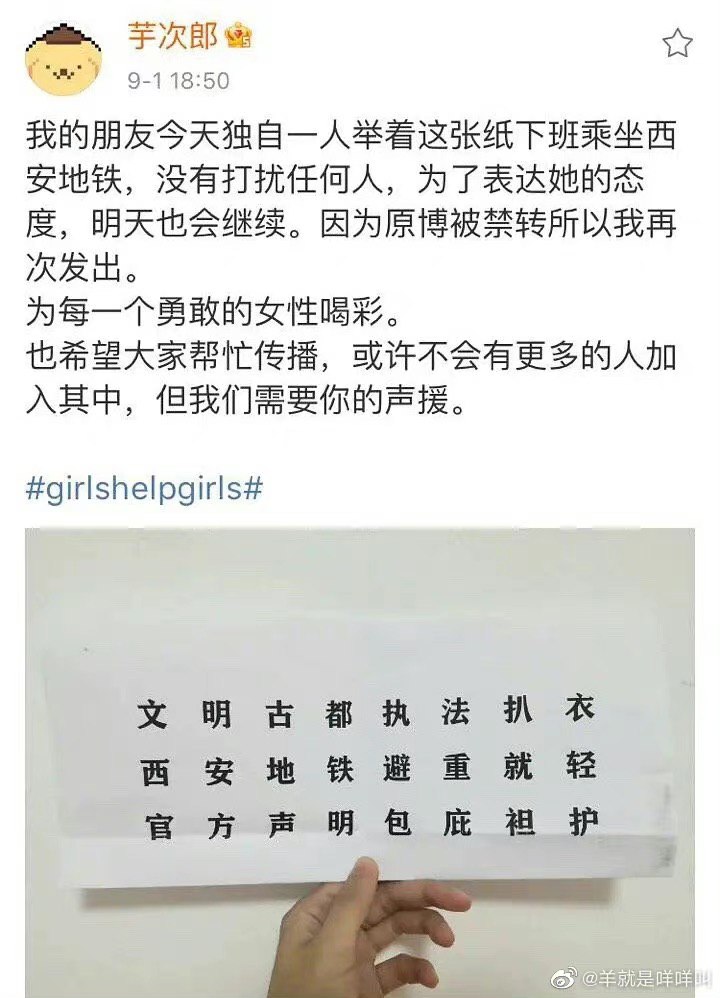 芋次郎
9-1 18:50
我的朋友今天独自一人举着这张纸下班乘坐西
安地铁，没有打扰任何人，为了表达她的态
度，明天也会继续。因为原博被禁转所以我再
次发出。
为每一个勇敢的女性喝彩。
也希望大家帮忙传播，或许不会有更多的人加
入其中，但我们需要你的声援。
#girlshelpgirls#
文明古都执法扒衣
西安地铁避重就轻
官方声明包庇袒护
@羊就是咩咩叫